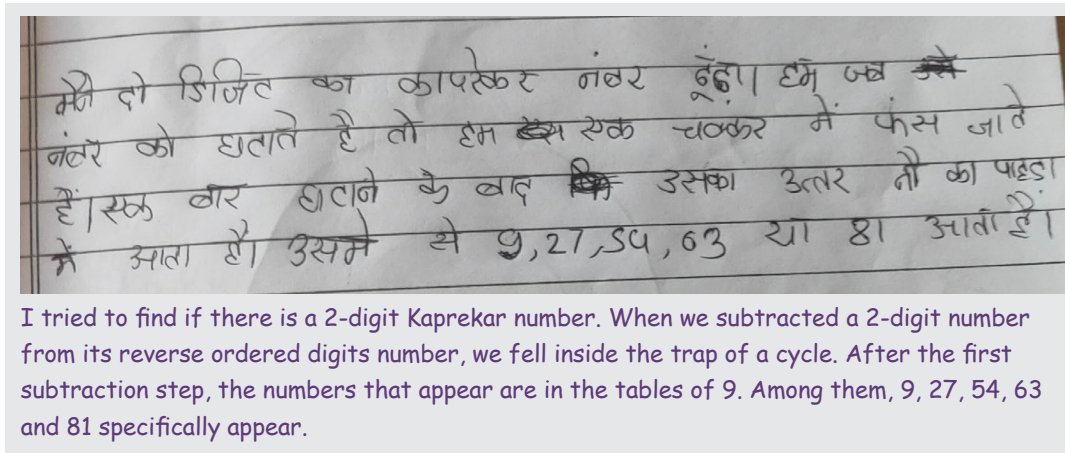 मैने दो डिजिट का कापरेकर नंबर ढूंढा। हम जब
नंबर को घटाते है तो हम एक चक्कर में फंस जाते
हैं। एक बार घटाने के बाद उसका उत्तर नौ का पाहडा
में आता है। उसमे से 9, 27, 54, 63 या 81 आता है।
I tried to find if there is a 2-digit Kaprekar number. When we subtracted a 2-digit number
from its reverse ordered digits number, we fell inside the trap of a cycle. After the first
subtraction step, the numbers that appear are in the tables of 9. Among them, 9, 27, 54, 63
and 81 specifically appear.